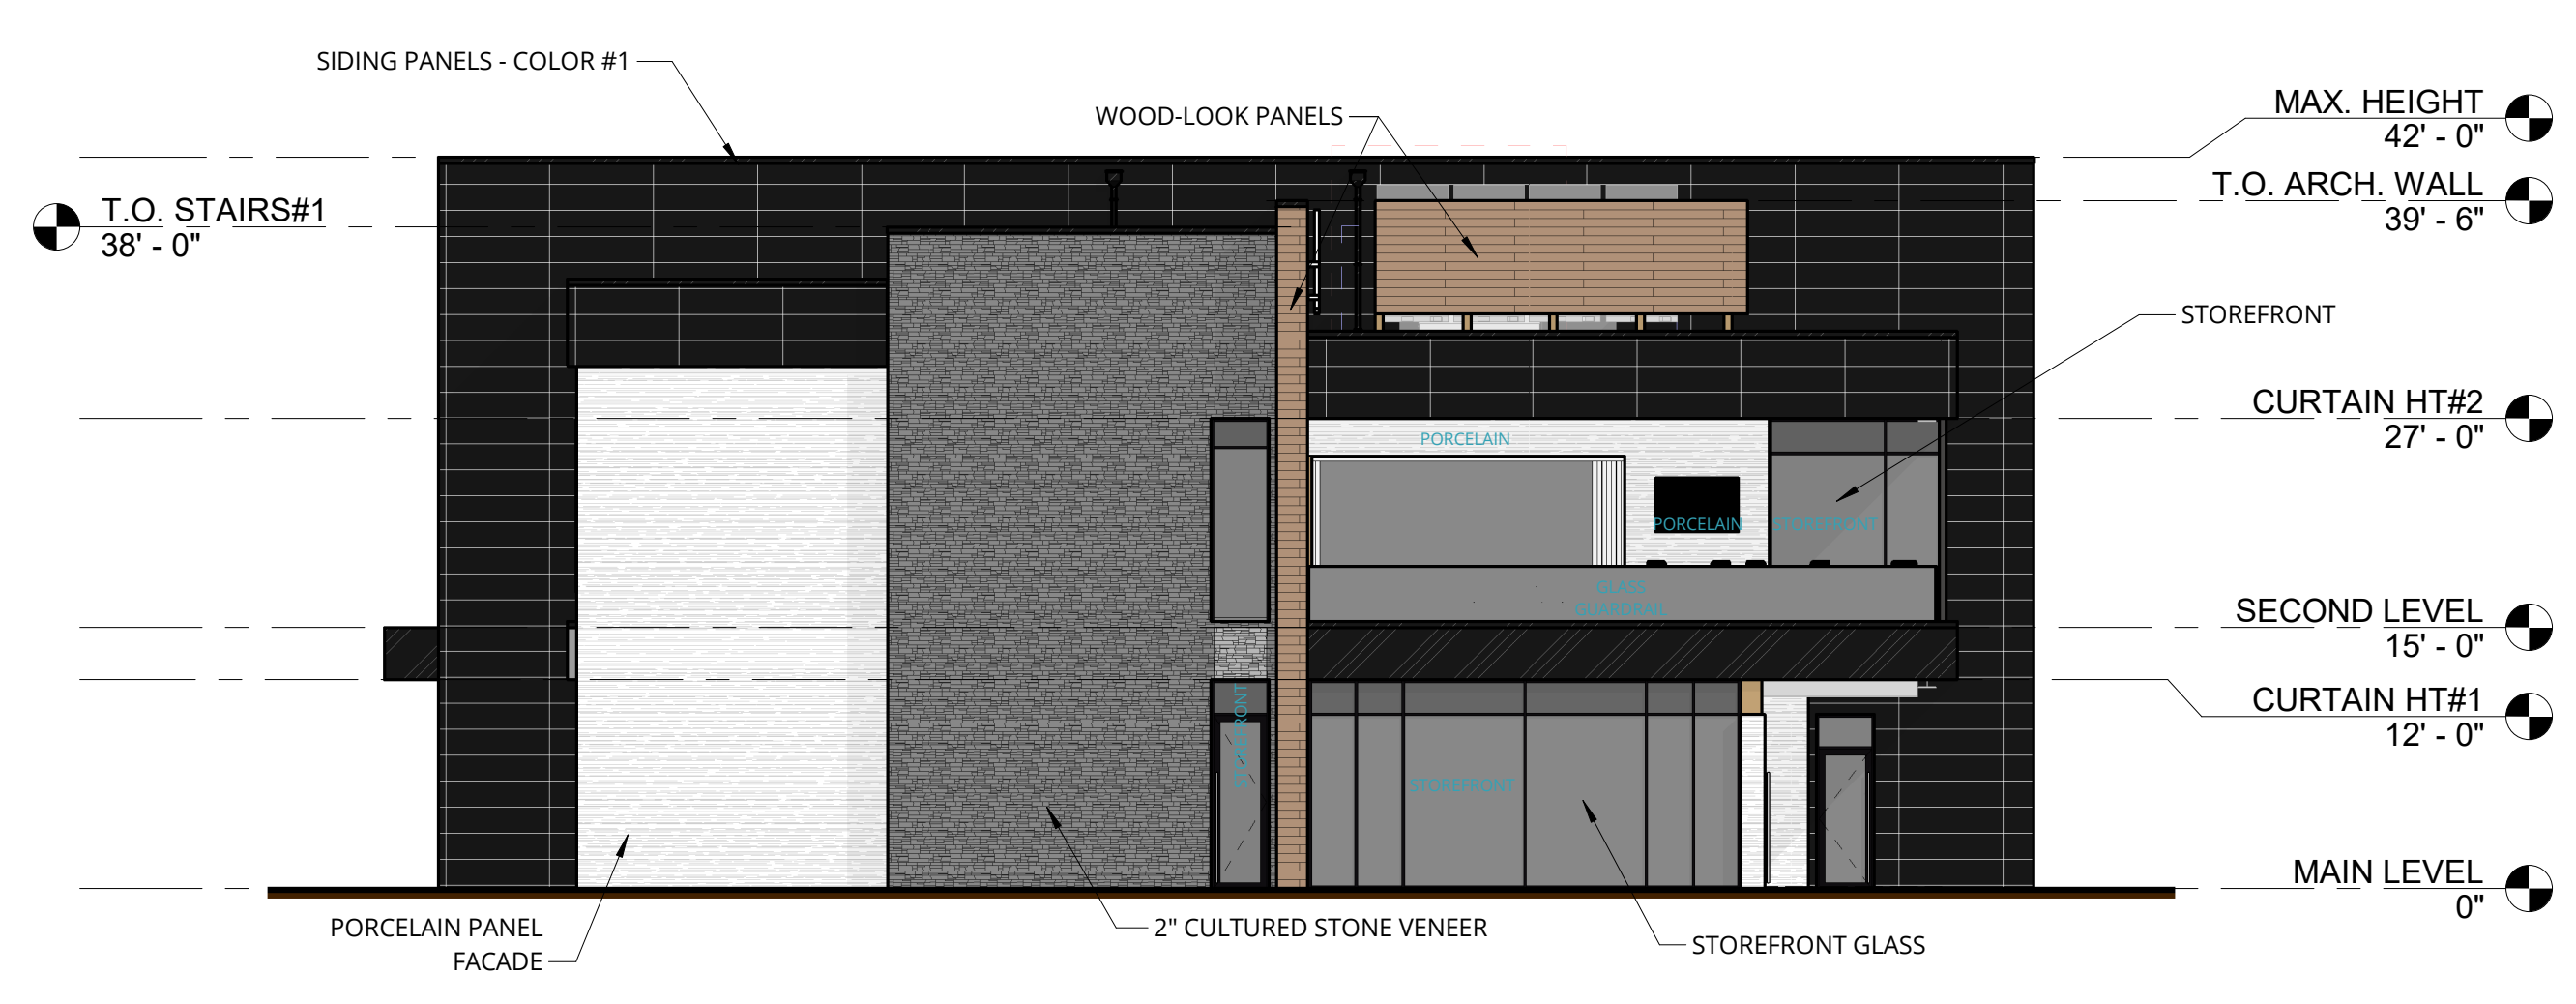 SIDING PANELS - COLOR #1
WOOD-LOOK PANELS
MAX. HEIGHT
42' - 0"
T.O. ARCH. WALL
39' - 6"
T.O. STAIRS#1
38' - 0"
STOREFRONT
CURTAIN HT#2
27' - 0"
PORCELAIN
PORCELAIN
STOREFRONT
GLASS
GUARDRAIL
SECOND LEVEL
15' - 0"
CURTAIN HT#1
12' - 0"
STOREFRONT
STOREFRONT
MAIN LEVEL
0"
PORCELAIN PANEL
FACADE
2" CULTURED STONE VENEER
STOREFRONT GLASS